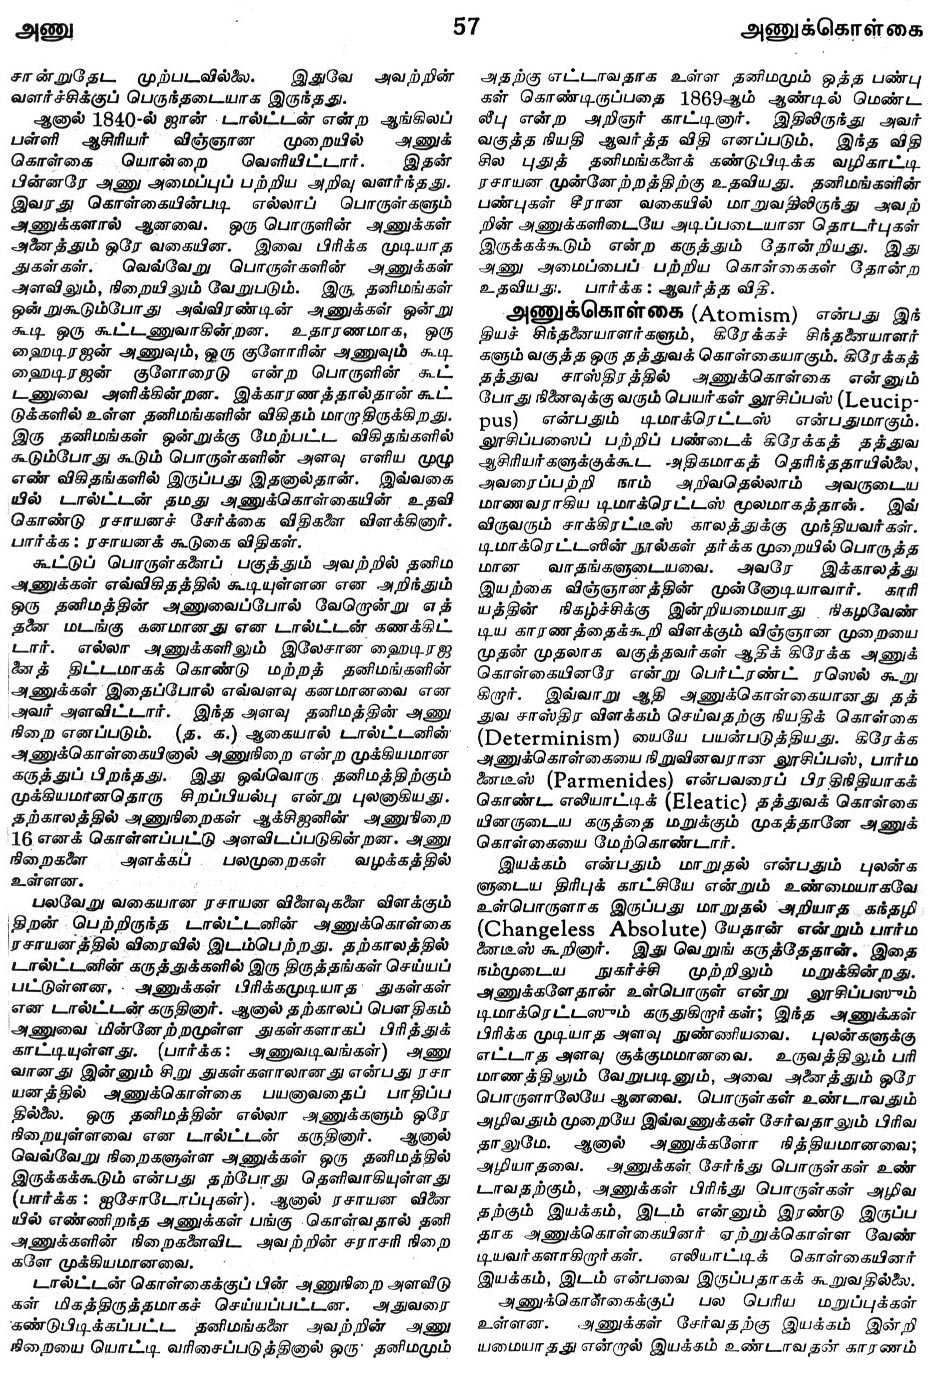 அணு
57
அணுக்கொள்கை
சான்றுதேட முற்படவில்லை. இதுவே அவற்றின்
வளர்ச்சிக்குப் பெருந்தடையாக இருந்தது.
ஆனால் 1840-ல் ஜான் டால்ட்டன் என்ற ஆங்கிலப்
பள்ளி ஆசிரியர் விஞ்ஞான முறையில் அணுக்
கொள்கை யொன்றை வெளியிட்டார். இதன்
பின்னரே அணு அமைப்புப் பற்றிய அறிவு வளர்ந்தது.
இவரது கொள்கையின்படி எல்லாப் பொருள்களும்
அணுக்களால் ஆனவை. ஒரு பொருளின் அணுக்கள்
அனைத்தும் ஒரே வகையின. இவை பிரிக்க முடியாத
துகள்கள். வெவ்வேறு பொருள்களின் அணுக்கள்
அளவிலும், நிறையிலும் வேறுபடும். இரு தனிமங்கள்
ஒன்றுகூடும்போது அவ்விரண்டின் அணுக்கள் ஒன்று
கூடி ஒரு கூட்டணுவாகின்றன. உதாரணமாக, ஒரு
ஹைடிரஜன் அணுவும், ஒரு குளோரின் அணுவும் கூடி
ஹைடிரஜன் குளோரைடு என்ற பொருளின் கூட்
டணுவை அளிக்கின்றன. இக்காரணத்தால்தான் கூட்
டுக்களில் உள்ள தனிமங்களின் விகிதம் மாறாதிருக்கிறது.
இரு தனிமங்கள் ஒன்றுக்கு மேற்பட்ட விகிதங்களில்
கூடும்போது கூடும் பொருள்களின் அளவு எளிய முழு
எண் விகிதங்களில் இருப்பது இதனால்தான். இவ்வகை
யில் டால்ட்டன் தமது அணுக்கொள்கையின் உதவி
கொண்டு ரசாயனச் சேர்க்கை விதிகளை விளக்கினார்.
பார்க்க : ரசாயனக் கூடுகை விதிகள்.
கூட்டுப் பொருள்களைப் பகுத்தும் அவற்றில் தனிம
அணுக்கள் எவ்விகிதத்தில் கூடியுள்ளன என அறிந்தும்
ஒரு தனிமத்தின் அணுவைப்போல் வேறொன்று எத்
தனை மடங்கு கனமானது என டால்ட்டன் கணக்கிட்
டார். எல்லா அணுக்களிலும் இலேசான ஹைடிரஜ
னைத் திட்டமாகக் கொண்டு மற்றத் தனிமங்களின்
அணுக்கள் இதைப்போல் எவ்வளவு கனமானவை என
அவர் அளவிட்டார். இந்த அளவு தனிமத்தின் அணு
நிறை எனப்படும். (த. க.) ஆகையால் டால்ட்டனின்
அணுக்கொள்கையினால் அணுநிறை என்ற முக்கியமான
கருத்துப் பிறந்தது. இது ஒவ்வொரு தனிமத்திற்கும்
முக்கியமானதொரு சிறப்பியல்பு என்று புலனாகியது.
தற்காலத்தில் அணுநிறைகள் ஆக்சிஜனின் அணுநிறை
16 எனக் கொள்ளப்பட்டு அளவிடப்படுகின்றன. அணு
நிறைகளை அளக்கப் பலமுறைகள் வழக்கத்தில்
உள்ளன.
பலவேறு வகையான ரசாயன விளைவுகளை விளக்கும்
திறன் பெற்றிருந்த டால்ட்டனின் அணுக்கொள்கை
ரசாயனத்தில் விரைவில் இடம்பெற்றது. தற்காலத்தில்
டால்ட்டனின் கருத்துக்களில் இரு திருத்தங்கள் செய்யப்
பட்டுள்ளன. அணுக்கள் பிரிக்கமுடியாத துகள்கள்
என டால்ட்டன் கருதினார். ஆனால் தற்காலப் பௌதிகம்
அணுவை மின்னேற்றமுள்ள துகள்களாகப் பிரித்துக்
காட்டியுள்ளது. (பார்க்க : அணுவடிவங்கள்) அணு
வானது இன்னும் சிறு துகள்களாலானது என்பது ரசா
யனத்தில் அணுக்கொள்கை பயனாவதைப் பாதிப்ப
தில்லை. ஒரு தனிமத்தின் எல்லா அணுக்களும் ஒரே
நிறையுள்ளவை என டால்ட்டன் கருதினார். ஆனால்
வெவ்வேறு நிறைகளுள்ள அணுக்கள் ஒரு தனிமத்தில்
இருக்கக்கூடும் என்பது தற்போது தெளிவாகியுள்ளது
(பார்க்க : ஐசோடோப்புகள்). ஆனால் ரசாயன வினை
யில் எண்ணிறந்த அணுக்கள் பங்கு கொள்வதால் தனி
அணுக்களின் நிறைகளைவிட அவற்றின் சராசரி நிறை
களே முக்கியமானவை.
டால்ட்டன் கொள்கைக்குப் பின் அணுநிறை அளவீடு
கள் மிகத்திருத்தமாகச் செய்யப்பட்டன. அதுவரை
கண்டுபிடிக்கப்பட்ட தனிமங்களை அவற்றின் அணு
நிறையை யொட்டி வரிசைப்படுத்தினால் ஒரு தனிமமும்
அதற்கு எட்டாவதாக உள்ள தனிமமும் ஒத்த பண்பு
கள் கொண்டிருப்பதை 1869ஆம் ஆண்டில் மெண்ட
லீபு என்ற அறிஞர் காட்டினார். இதிலிருந்து அவர்
வகுத்த நியதி ஆவர்த்த விதி எனப்படும். இந்த விதி
சில புதுத் தனிமங்களைக் கண்டுபிடிக்க வழிகாட்டி
ரசாயன முன்னேற்றத்திற்கு உதவியது. தனிமங்களின்
பண்புகள் சீரான வகையில் மாறுவதிலிருந்து அவற்
றின் அணுக்களிடையே அடிப்படையான தொடர்புகள்
இருக்கக்கூடும் என்ற கருத்தும் தோன்றியது. இது
அணு அமைப்பைப் பற்றிய கொள்கைகள் தோன்ற
உதவியது. பார்க்க : ஆவர்த்த விதி.
அணுக்கொள்கை (Atomism) என்பது இந்
தியச் சிந்தனையாளர்களும், கிரேக்கச் சிந்தனையாளர்
களும் வகுத்த ஒரு தத்துவக் கொள்கையாகும். கிரேக்கத்
தத்துவ சாஸ்திரத்தில் அணுக்கொள்கை என்னும்
போது நினைவுக்கு வரும் பெயர்கள் லூசிப்பஸ் (Leucip-
pus) என்பதும் டிமாக்ரெட்டஸ் என்பதுமாகும்.
லூசிப்பஸைப் பற்றிப் பண்டைக் கிரேக்கத் தத்துவ
ஆசிரியர்களுக்குக்கூட அதிகமாகத் தெரிந்ததாயில்லை,
அவரைப்பற்றி நாம் அறிவதெல்லாம் அவருடைய
மாணவராகிய டிமாக்ரெட்டஸ் மூலமாகத்தான். இவ்
விருவரும் சாக்கிரட்டீஸ் காலத்துக்கு முந்தியவர்கள்.
டிமாக்ரெட்டஸின் நூல்கள் தர்க்க முறையில் பொருத்த
மான வாதங்களுடையவை. அவரே இக்காலத்து
இயற்கை விஞ்ஞானத்தின் முன்னோடியாவார். காரி
யத்தின் நிகழ்ச்சிக்கு இன்றியமையாது நிகழவேண்
டிய காரணத்தைக்கூறி விளக்கும் விஞ்ஞான முறையை
முதன் முதலாக வகுத்தவர்கள் ஆதிக் கிரேக்க அணுக்
கொள்கையினரே என்று பெர்ட்ரண்ட் ரஸெல் கூறு
கிறார். இவ்வாறு ஆதி அணுக்கொள்கையானது தத்
துவ சாஸ்திர விளக்கம் செய்வதற்கு நியதிக் கொள்கை
(Determinism) யையே பயன்படுத்தியது. கிரேக்க
அணுக்கொள்கையை நிறுவினவரான லூசிப்பஸ், பார்ம
னைடீஸ் (Parmenides) என்பவரைப் பிரதிநிதியாகக்
கொண்ட எலியாட்டிக் (Eleatic) தத்துவக் கொள்கை
யினருடைய கருத்தை மறுக்கும் முகத்தானே அணுக்
கொள்கையை மேற்கொண்டார்.
இயக்கம் என்பதும் மாறுதல் என்பதும் புலன்க
ளுடைய திரிபுக் காட்சியே என்றும் உண்மையாகவே
உள்பொருளாக இருப்பது மாறுதல் அறியாத கந்தழி
(Changeless Absolute) யேதான் என்றும் பார்ம
னைடீஸ் கூறினார். இது வெறுங் கருத்தேதான். இதை
நம்முடைய நுகர்ச்சி முற்றிலும் மறுக்கின்றது.
அணுக்களேதான் உள்பொருள் என்று லூசிப்பஸும்
டிமாக்ரெட்டஸும் கருதுகிறார்கள்; இந்த அணுக்கள்
பிரிக்க முடியாத அளவு நுண்ணியவை. புலன்களுக்கு
எட்டாத அளவு சூக்குமமானவை. உருவத்திலும் பரி
மாணத்திலும் வேறுபடினும், அவை அனைத்தும் ஒரே
பொருளாலேயே ஆனவை. பொருள்கள் உண்டாவதும்
அழிவதும் முறையே இவ்வணுக்கள் சேர்வதாலும் பிரிவ
தாலுமே. ஆனால் அணுக்களோ நித்தியமானவை;
அழியாதவை. அணுக்கள் சேர்ந்து பொருள்கள் உண்
டாவதற்கும், அணுக்கள் பிரிந்து பொருள்கள் அழிவ
தற்கும் இயக்கம், இடம் என்னும் இரண்டு இருப்ப
தாக அணுக்கொள்கையினர் ஏற்றுக்கொள்ள வேண்
டியவர்களாகிறார்கள். எலியாட்டிக் கொள்கையினர்
இயக்கம், இடம் என்பவை இருப்பதாகக் கூறுவதில்லை.
அணுக்கொள்கைக்குப் பல பெரிய மறுப்புக்கள்
உள்ளன. அணுக்கள் சேர்வதற்கு இயக்கம் இன்றி
யமையாதது என்றால் இயக்கம் உண்டாவதன் காரணம்